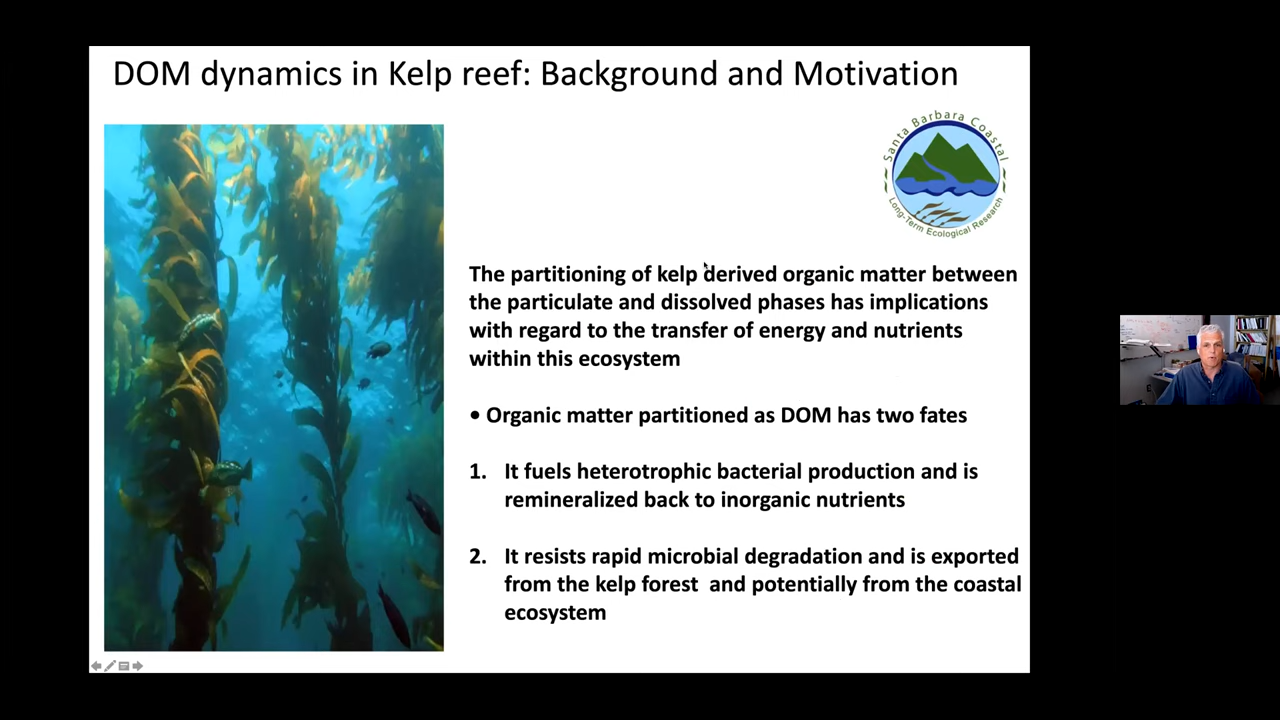 DOM dynamics in Kelp reef: Background and Motivation
Santa Barbara Coastal
Long-Term Ecological Research
The partitioning of kelp derived organic matter between
the particulate and dissolved phases has implications
with regard to the transfer of energy and nutrients
within this ecosystem
• Organic matter partitioned as DOM has two fates
1. It fuels heterotrophic bacterial production and is
remineralized back to inorganic nutrients
2. It resists rapid microbial degradation and is exported
from the kelp forest and potentially from the coastal
ecosystem